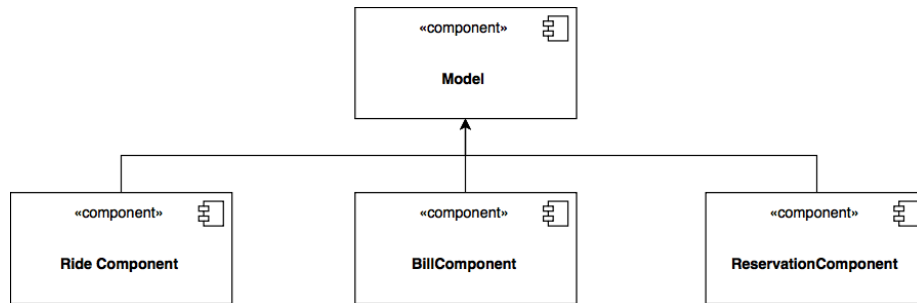 «component»
Model
«component»
Ride Component
«component»
BillComponent
«component»
ReservationComponent